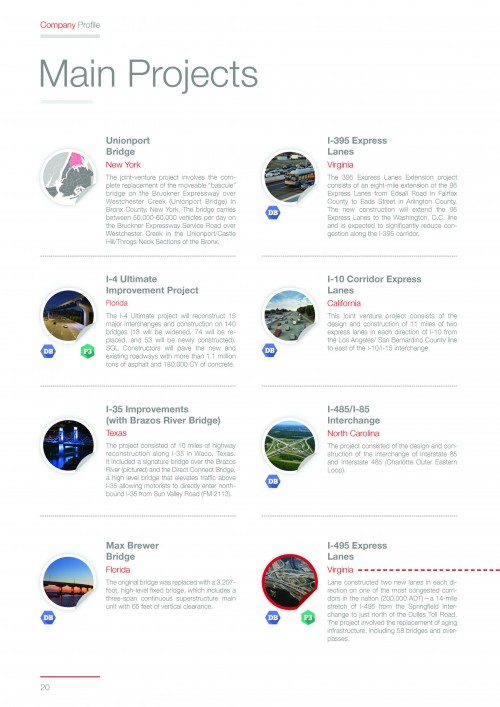 Company Profile
Main Projects
Unionport
Bridge
New York
The joint-venture project involves the com-
plete replacement of the moveable “bascule”
bridge on the Bruckner Expressway over
Westchester Creek (Unionport Bridge) in
Bronx County, New York. The bridge carries
between 50,000-60,000 vehicles per day on
the Bruckner Expressway Service Road over
Westchester Creek in the Unionport/Castle
Hill/Throgs Neck Sections of the Bronx.
I-395 Express
Lanes
Virginia
DB
The 395 Express Lanes Extension project
consists of an eight-mile extension of the 95
Express Lanes from Edsall Road in Fairfax
County to Eads Street in Arlington County.
The new construction will extend the 95
Express Lanes to the Washington, D.C. line
and is expected to significantly reduce con-
gestion along the I-395 corridor.
I-4 Ultimate
Improvement Project
Florida
DB
P3
The I-4 Ultimate project will reconstruct 15
major interchanges and construction on 140
bridges (13 will be widened, 74 will be re-
placed, and 53 will be newly constructed).
SGL Constructors will pave the new and
existing roadways with more than 1.1 million
tons of asphalt and 180,000 CY of concrete.
I-10 Corridor Express
Lanes
California
DB
This joint venture project consists of the
design and construction of 11 miles of two
express lanes in each direction of I-10 from
the Los Angeles/ San Bernardino County line
to east of the I-10/I-15 interchange.
I-35 Improvements
(with Brazos River Bridge)
Texas
The project consisted of 10 miles of highway
reconstruction along I-35 in Waco, Texas.
It included a signature bridge over the Brazos
River (pictured) and the Direct Connect Bridge,
a high level bridge that elevates traffic above
I-35 allowing motorists to directly enter north-
bound I-35 from Sun Valley Road (FM 2113).
I-485/I-85
Interchange
North Carolina
DB
The project consisted of the design and con-
struction of the interchange of Interstate 85
and Interstate 485 (Charlotte Outer Eastern
Loop).
Max Brewer
Bridge
Florida
DB
The original bridge was replaced with a 3,207-
foot, high-level fixed bridge, which includes a
three-span continuous superstructure main
unit with 65 feet of vertical clearance.
I-495 Express
Lanes
Virginia
DB
P3
Lane constructed two new lanes in each di-
rection on one of the most congested corri-
dors in the nation (200,000 ADT)—a 14-mile
stretch of I-495 from the Springfield Inter-
change to just north of the Dulles Toll Road.
The project involved the replacement of aging
infrastructure, including 58 bridges and over-
passes.
20